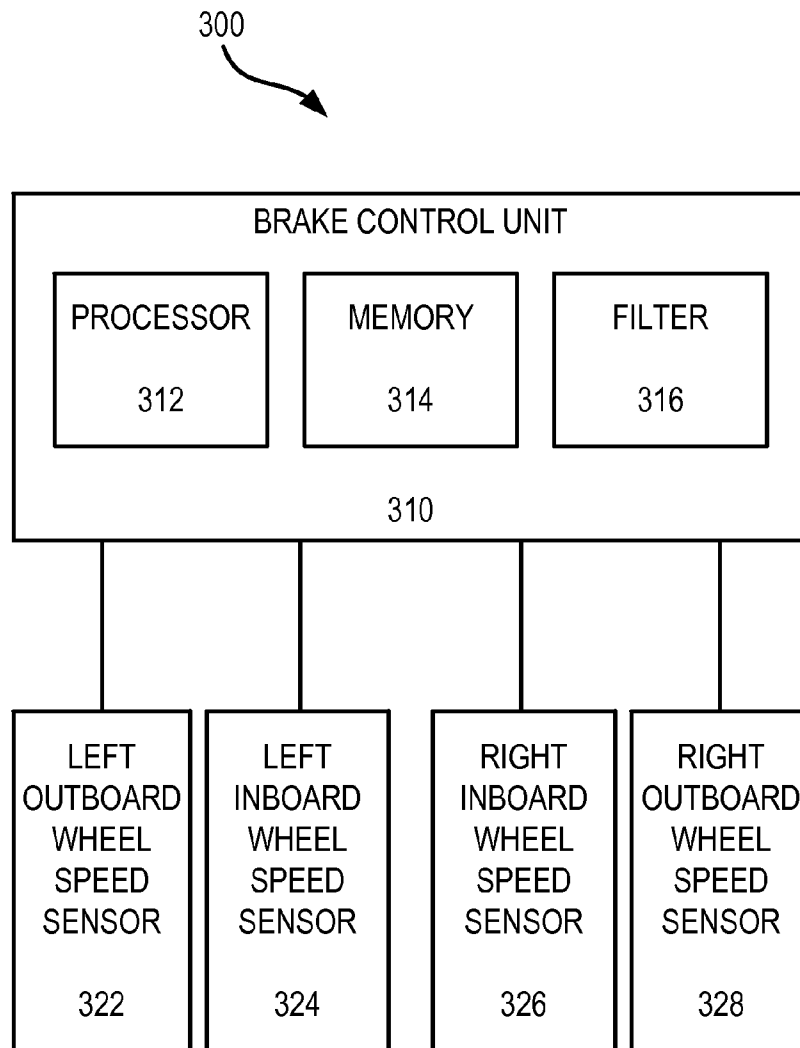 300
BRAKE CONTROL UNIT
PROCESSOR
312
MEMORY
314
FILTER
316
310
LEFT
OUTBOARD
WHEEL
SPEED
SENSOR
322
LEFT
INBOARD
WHEEL
SPEED
SENSOR
324
RIGHT
INBOARD
WHEEL
SPEED
SENSOR
326
RIGHT
OUTBOARD
WHEEL
SPEED
SENSOR
328